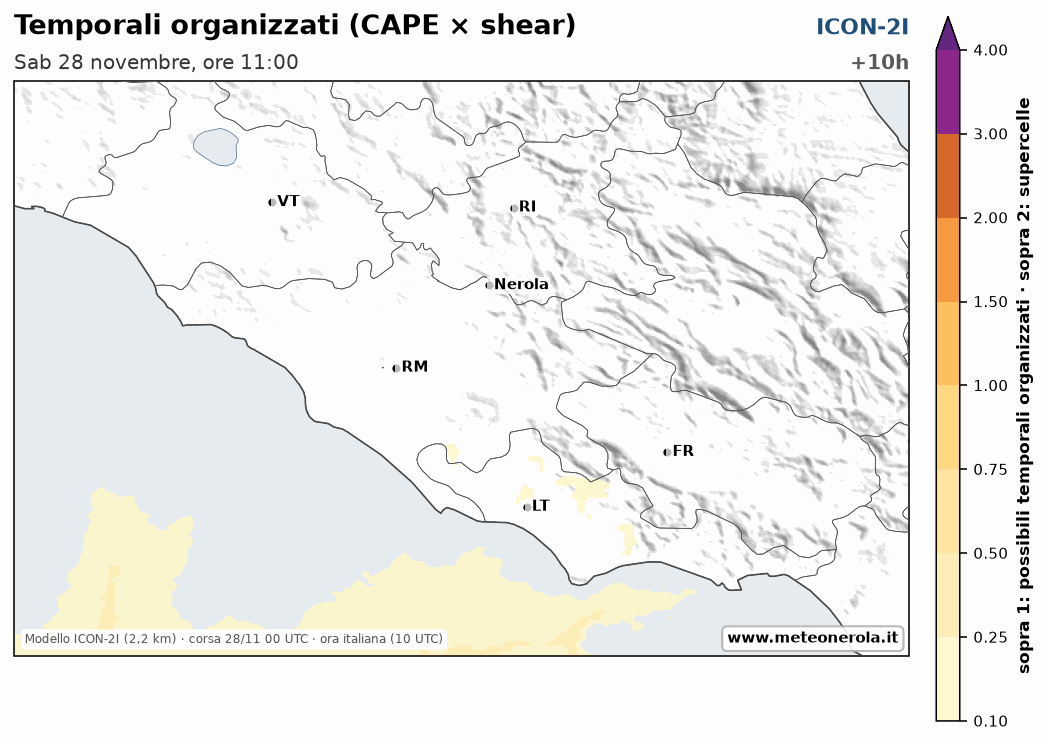 Temporali organizzati (CAPE × shear)
ICON-2I
Sab 28 novembre, ore 11:00
+10h
VT
RI
Nerola
RM
FR
LT
Modello ICON-2I (2,2 km) · corsa 28/11 00 UTC · ora italiana (10 UTC)
www.meteonerola.it
4.00
3.00
2.00
1.50
1.00
0.75
0.50
0.25
0.10
sopra 1: possibili temporali organizzati · sopra 2: supercelle